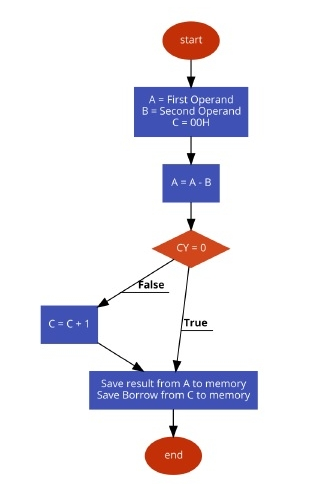 start
A = First Operand
B = Second Operand
C = 00H
A = A - B
CY = 0
False
True
C = C + 1
Save result from A to memory
Save Borrow from C to memory
end